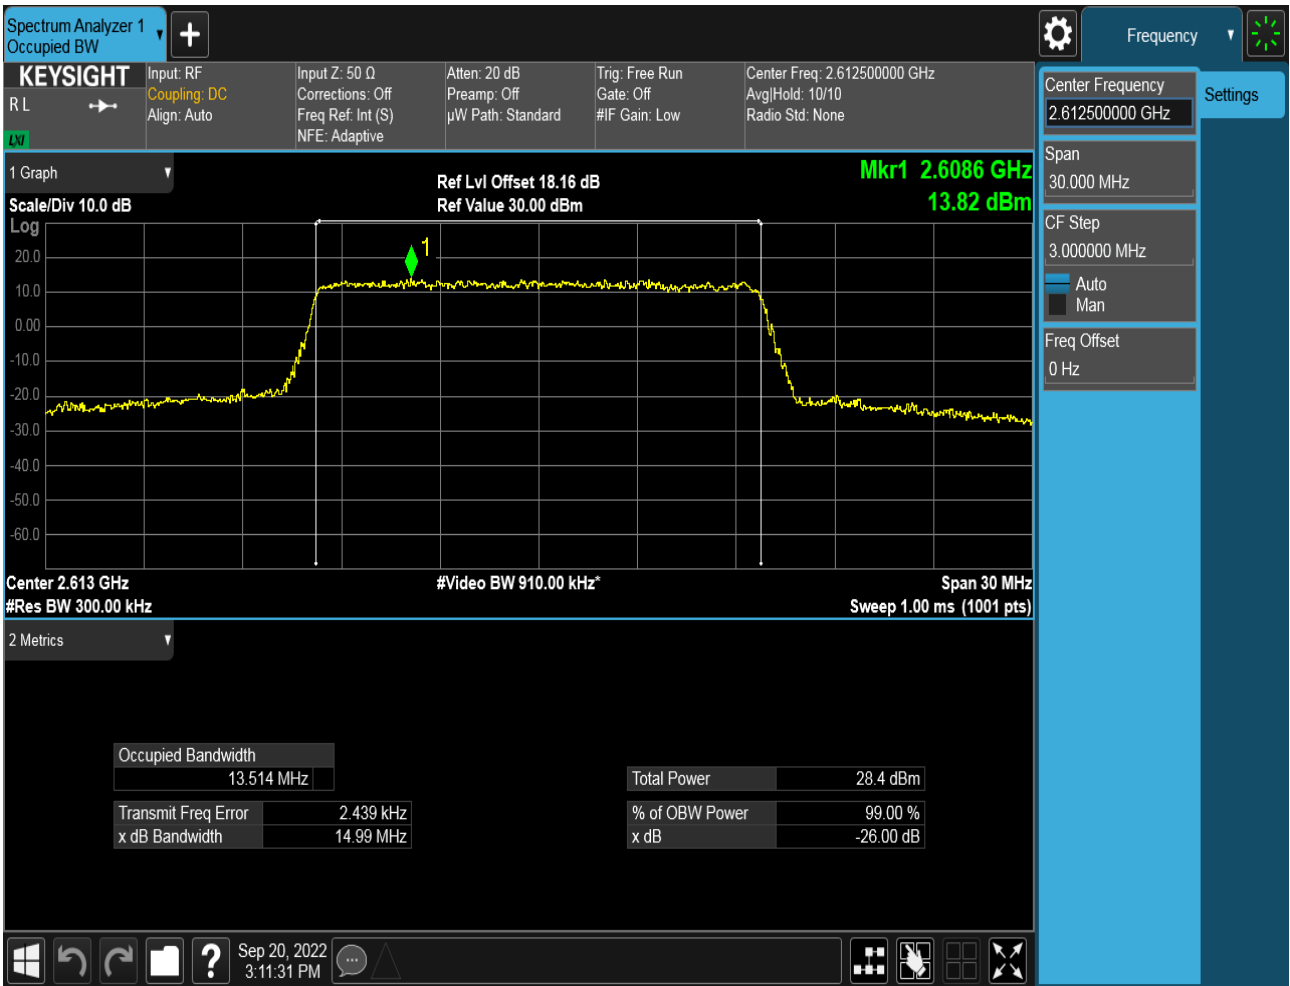 Spectrum Analyzer 1
Occupied BW
Frequency
KEYSIGHT
R L
LXI
Input: RF
Coupling: DC
Align: Auto
Input Z: 50 Ω
Corrections: Off
Freq Ref: Int (S)
NFE: Adaptive
Atten: 20 dB
Preamp: Off
µW Path: Standard
Trig: Free Run
Gate: Off
#IF Gain: Low
Center Freq: 2.612500000 GHz
Avg|Hold: 10/10
Radio Std: None
Center Frequency
2.612500000 GHz
Settings
Span
30.000 MHz
CF Step
3.000000 MHz
Auto
Man
Freq Offset
0 Hz
1 Graph
Scale/Div 10.0 dB
Ref Lvl Offset 18.16 dB
Ref Value 30.00 dBm
Mkr1 2.6086 GHz
13.82 dBm
Log
1
20.0
10.0
0.00
-10.0
-20.0
-30.0
-40.0
-50.0
-60.0
Center 2.613 GHz
#Res BW 300.00 kHz
#Video BW 910.00 kHz*
Span 30 MHz
Sweep 1.00 ms (1001 pts)
2 Metrics
Occupied Bandwidth
13.514 MHz
Total Power 28.4 dBm
Transmit Freq Error 2.439 kHz
% of OBW Power 99.00 %
x dB Bandwidth 14.99 MHz
x dB -26.00 dB
?
Sep 20, 2022
3:11:31 PM